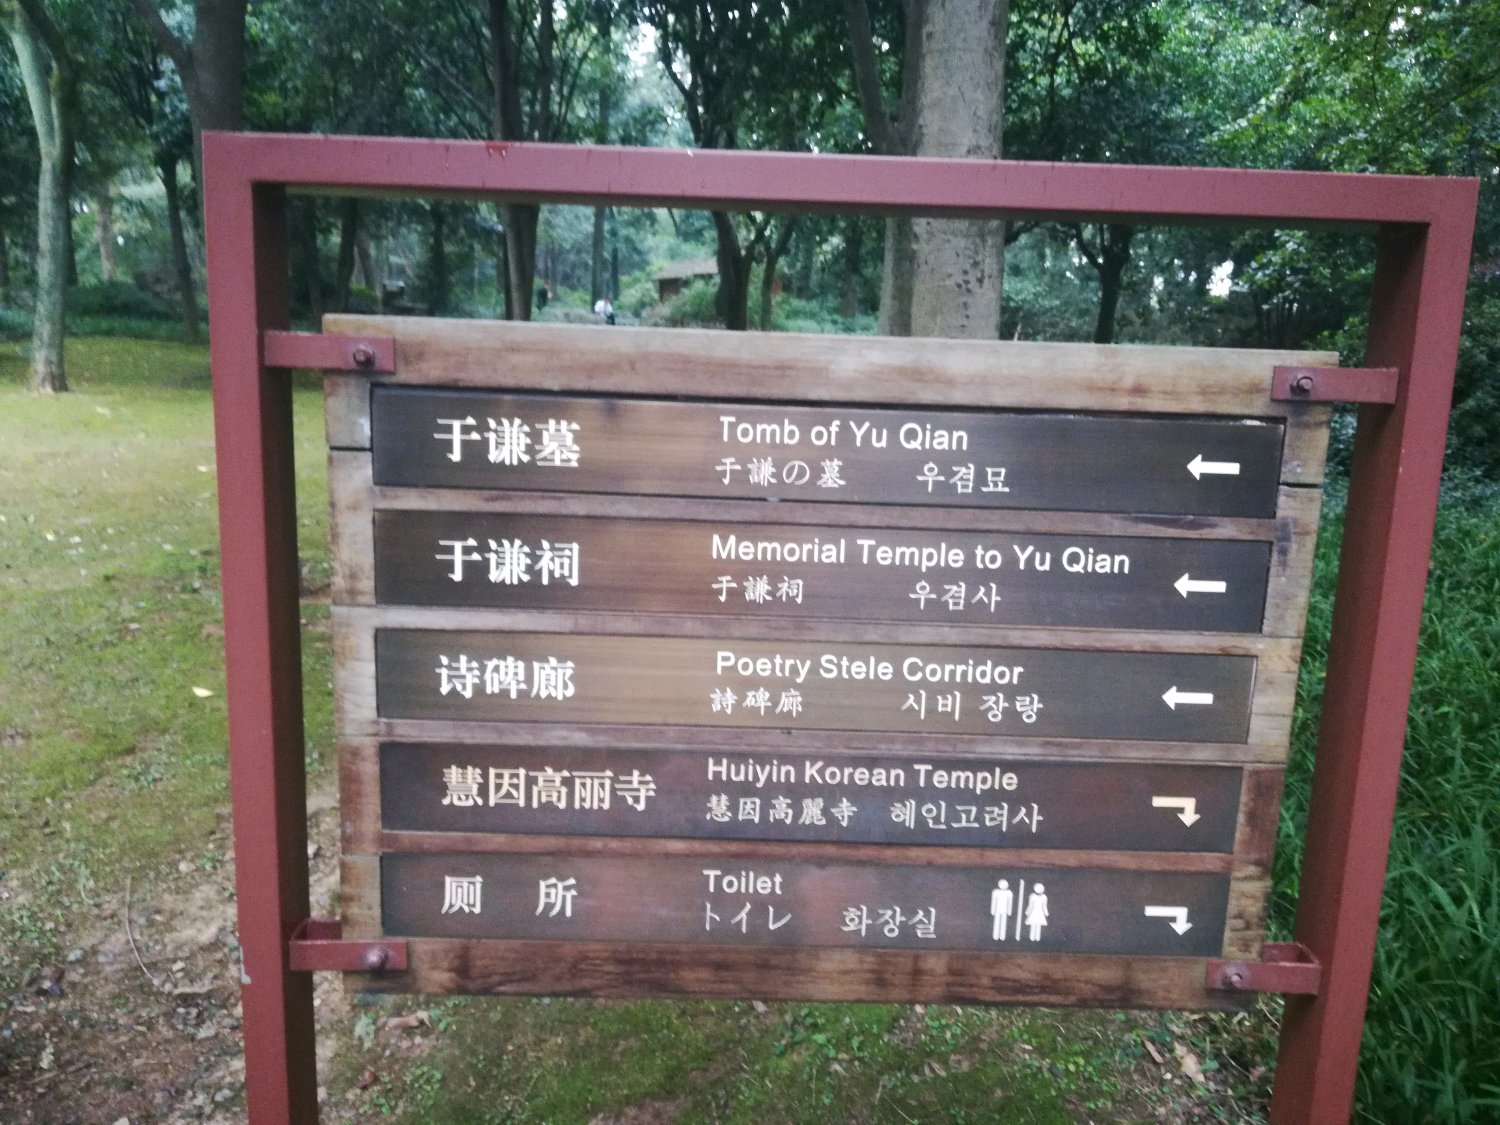 于谦墓
Tomb of Yu Qian
于謙の墓 우겸묘
于谦祠
Memorial Temple to Yu Qian
于謙祠 우겸사
诗碑廊
Poetry Stele Corridor
詩碑廊 시비 장랑
慧因高丽寺
Huiyin Korean Temple
慧因高麗寺 혜인고려사
厕 所
Toilet
トイレ 화장실